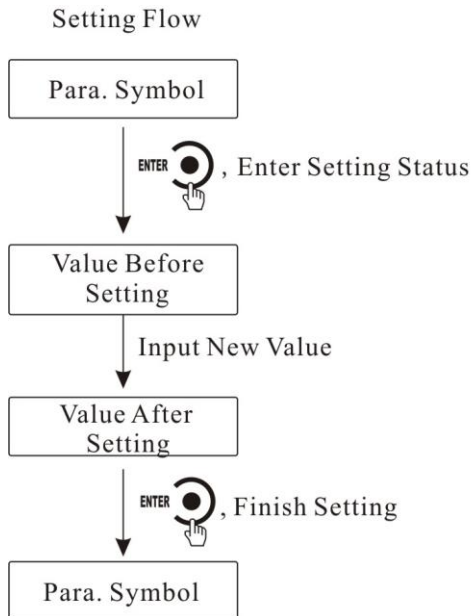 Setting Flow
Para. Symbol
ENTER , Enter Setting Status
Value Before
Setting
Input New Value
Value After
Setting
ENTER , Finish Setting
Para. Symbol